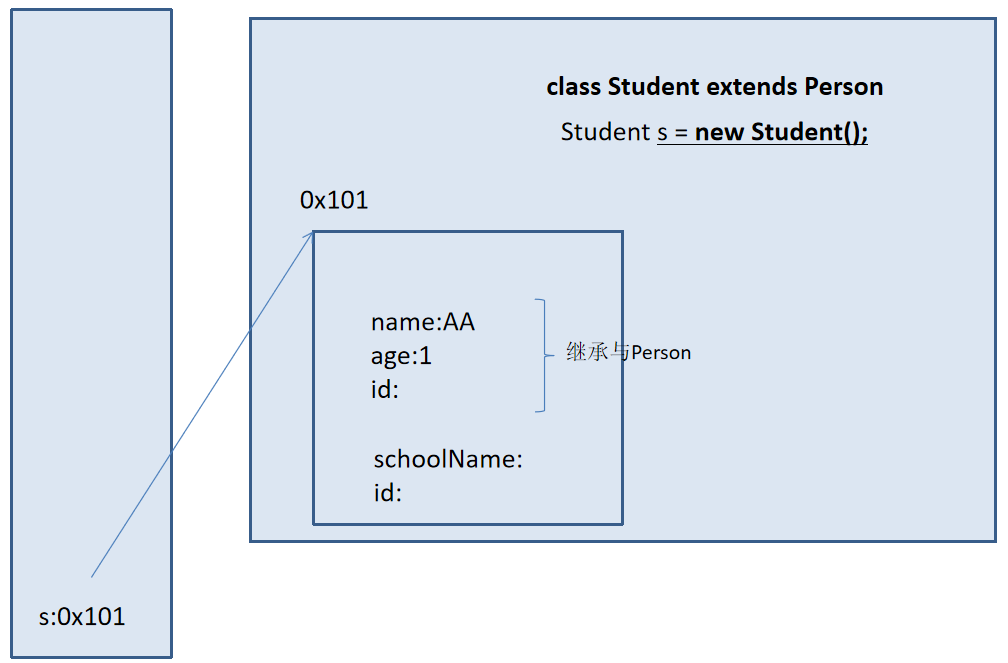 class Student extends Person
Student s = new Student();
0x101
name:AA
age:1
id:
继承与Person
schoolName:
id:
s:0x101